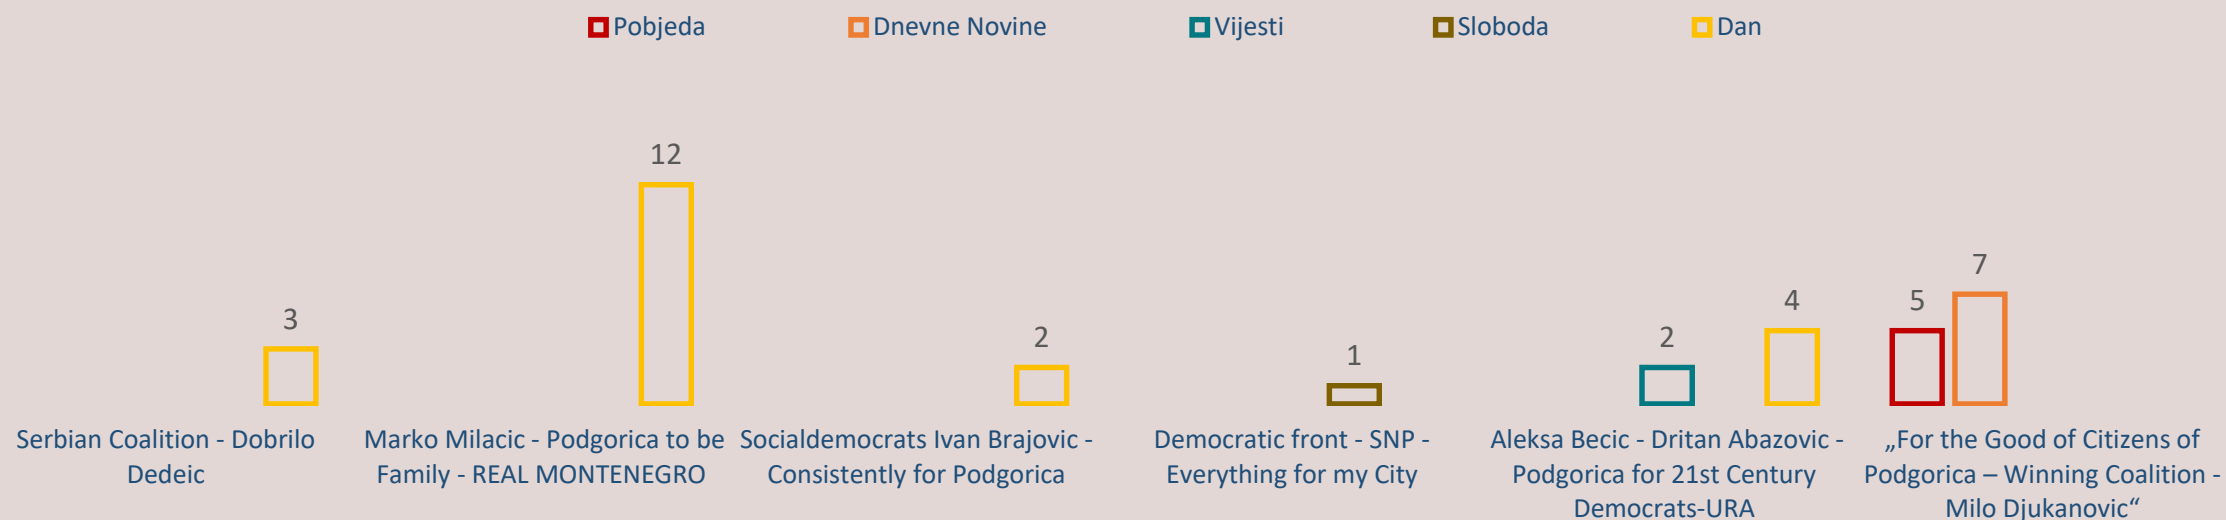 Pobjeda Dnevne Novine Vijesti Sloboda Dan
12
7
3
2
1
2
4
5
Serbian Coalition - Dobrilo
Dedeic
Marko Milacic - Podgorica to be
Family - REAL MONTENEGRO
Socialdemocrats Ivan Brajovic -
Consistently for Podgorica
Democratic front - SNP -
Everything for my City
Aleksa Becic - Dritan Abazovic -
Podgorica for 21st Century
Democrats-URA
„For the Good of Citizens of
Podgorica – Winning Coalition -
Milo Djukanovic“